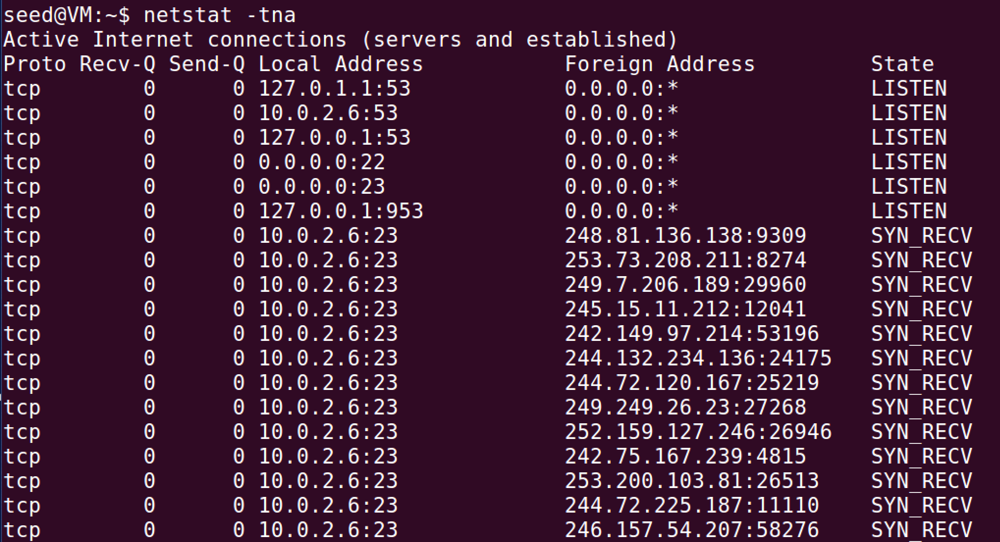 seed@VM:~$ netstat -tna
Active Internet connections (servers and established)
Proto Recv-Q Send-Q Local Address           Foreign Address         State
tcp        0      0 127.0.1.1:53            0.0.0.0:*               LISTEN
tcp        0      0 10.0.2.6:53             0.0.0.0:*               LISTEN
tcp        0      0 127.0.0.1:53            0.0.0.0:*               LISTEN
tcp        0      0 0.0.0.0:22              0.0.0.0:*               LISTEN
tcp        0      0 0.0.0.0:23              0.0.0.0:*               LISTEN
tcp        0      0 127.0.0.1:953           0.0.0.0:*               LISTEN
tcp        0      0 10.0.2.6:23             248.81.136.138:9309     SYN_RECV
tcp        0      0 10.0.2.6:23             253.73.208.211:8274     SYN_RECV
tcp        0      0 10.0.2.6:23             249.7.206.189:29960     SYN_RECV
tcp        0      0 10.0.2.6:23             245.15.11.212:12041     SYN_RECV
tcp        0      0 10.0.2.6:23             242.149.97.214:53196    SYN_RECV
tcp        0      0 10.0.2.6:23             244.132.234.136:24175   SYN_RECV
tcp        0      0 10.0.2.6:23             244.72.120.167:25219    SYN_RECV
tcp        0      0 10.0.2.6:23             249.249.26.23:27268     SYN_RECV
tcp        0      0 10.0.2.6:23             252.159.127.246:26946   SYN_RECV
tcp        0      0 10.0.2.6:23             242.75.167.239:4815     SYN_RECV
tcp        0      0 10.0.2.6:23             253.200.103.81:26513    SYN_RECV
tcp        0      0 10.0.2.6:23             244.72.225.187:11110    SYN_RECV
tcp        0      0 10.0.2.6:23             246.157.54.207:58276    SYN_RECV